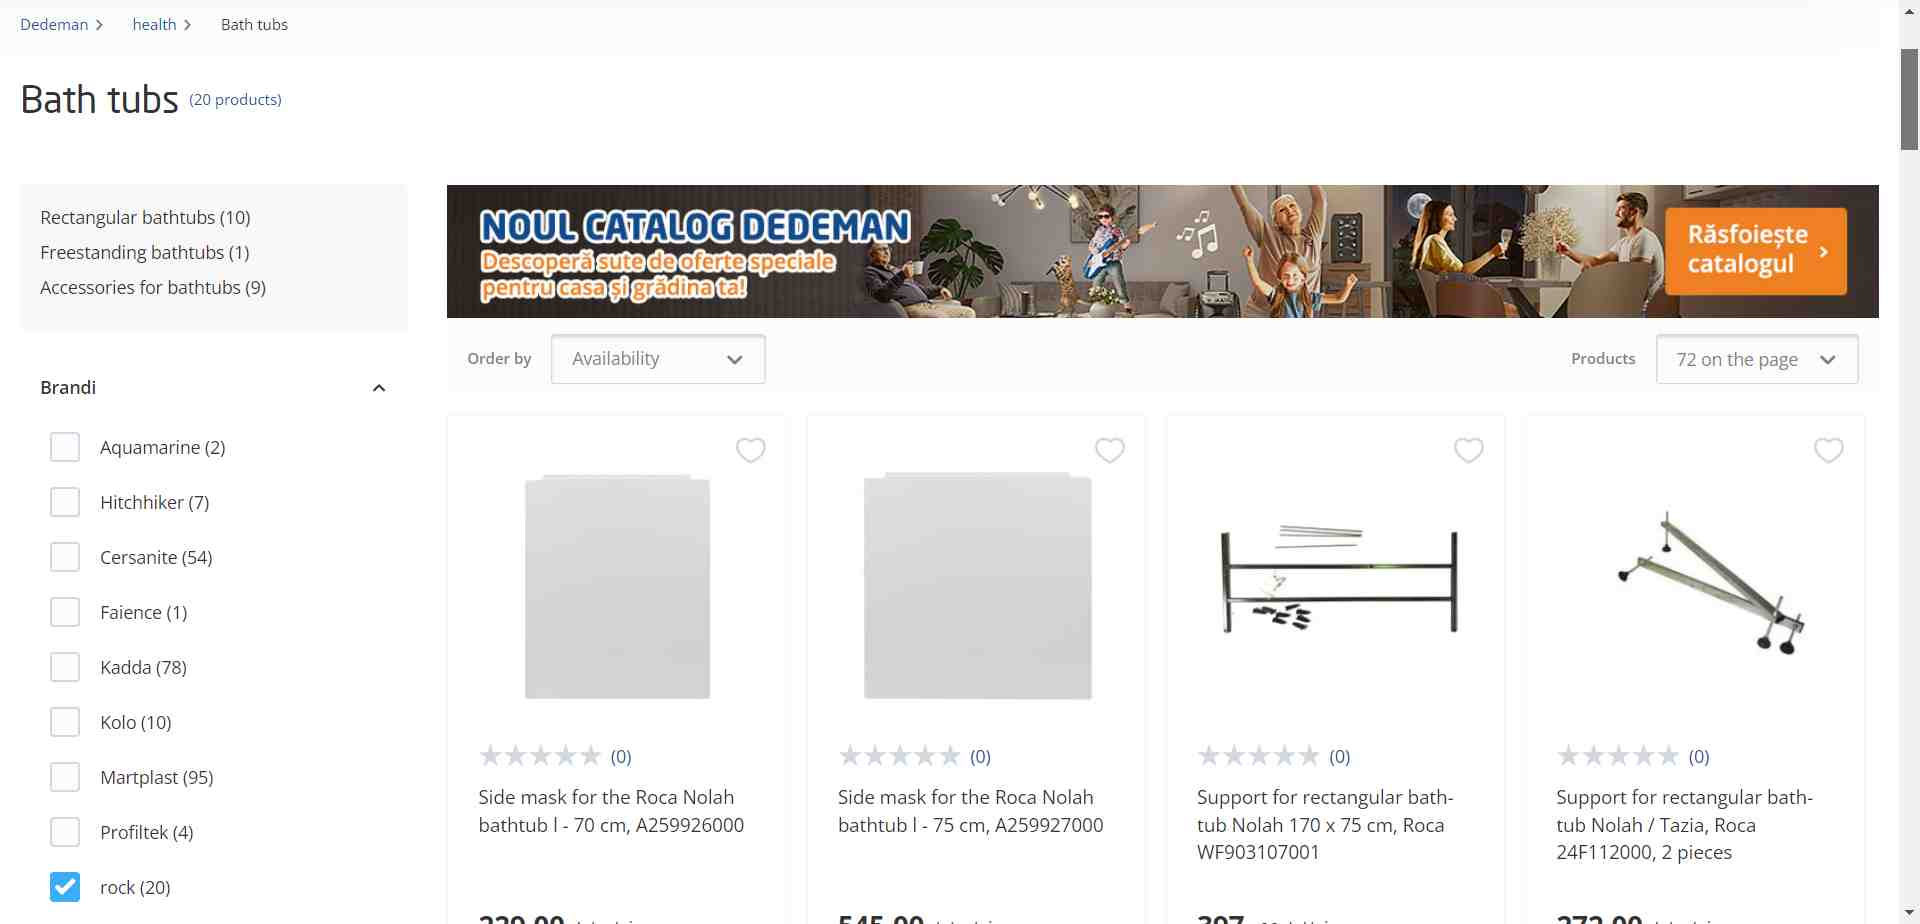 Dedeman
health
Bath tubs
Bath tubs (20 products)
Rectangular bathtubs (10)
Freestanding bathtubs (1)
Accessories for bathtubs (9)
NOUL CATALOG DEDEMAN
Descoperă sute de oferte speciale
pentru casa și grădina ta!
Răsfoiește
catalogul
Order by
Availability
Products
72 on the page
Brandi
Aquamarine (2)
Hitchhiker (7)
Cersanite (54)
Faience (1)
Kadda (78)
Kolo (10)
Martplast (95)
Profiltek (4)
rock (20)
(0)
Side mask for the Roca Nolah
bathtub l - 70 cm, A259926000
(0)
Side mask for the Roca Nolah
bathtub l - 75 cm, A259927000
(0)
Support for rectangular bath-
tub Nolah 170 x 75 cm, Roca
WF903107001
(0)
Support for rectangular bath-
tub Nolah / Tazia, Roca
24F112000, 2 pieces